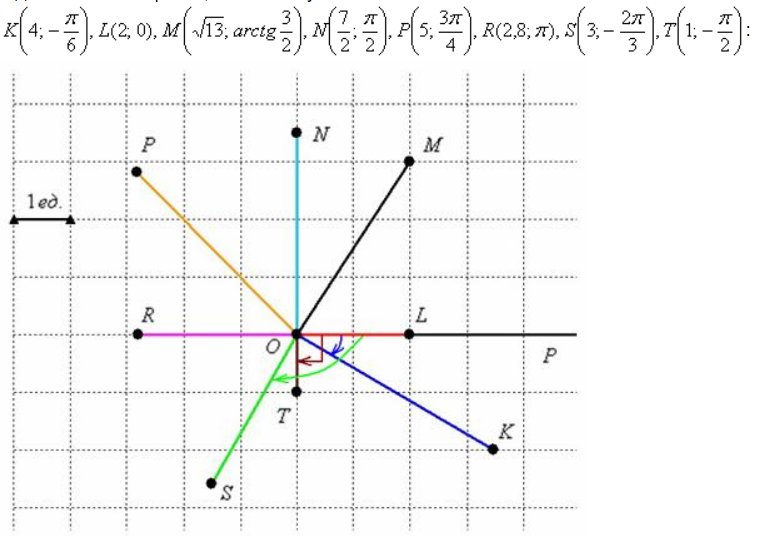 K(4; -π/6), L(2; 0), M(√13; arctg 3/2), N(7/2; π/2), P(5; 3π/4), R(2,8; π), S(3; -2π/3), T(1; -π/2):
P
N
M
1ед.
R
L
O
P
T
K
S